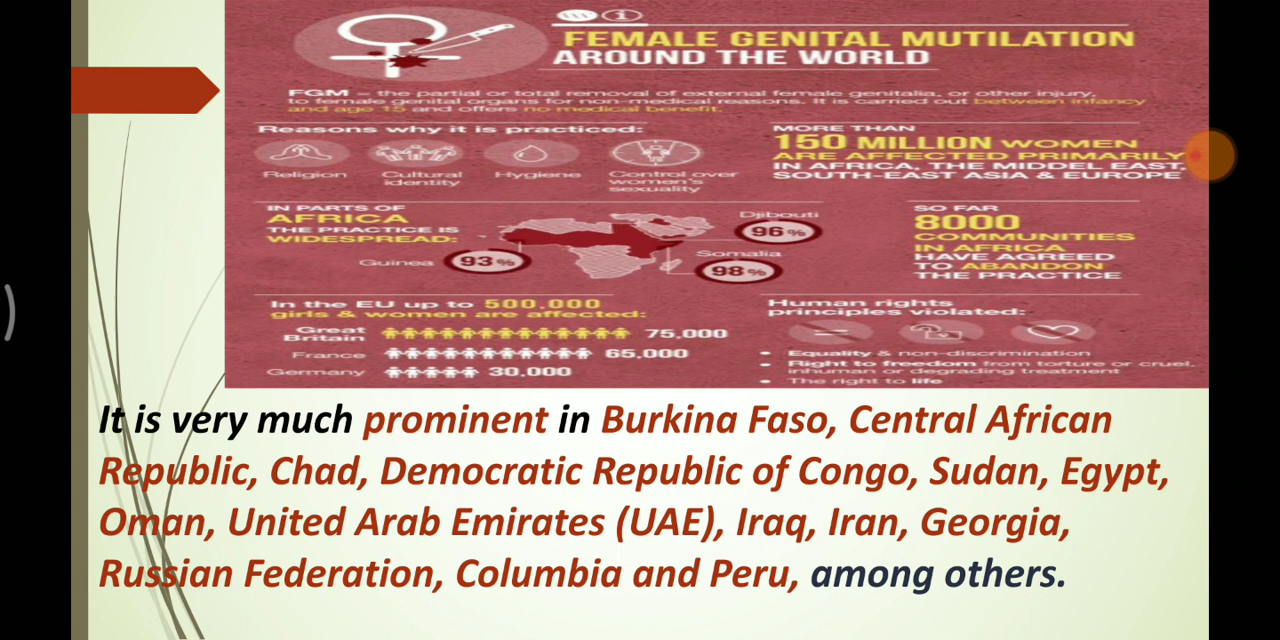 FEMALE GENITAL MUTILATION
AROUND THE WORLD
FGM – the partial or total removal of external female genitalia, or other injury,
to female genital organs for non-medical reasons. It is carried out between infancy
and age 15 and offers no medical benefit.
Reasons why it is practiced:
Religion
Cultural
identity
Hygiene
Control over
women's
sexuality
MORE THAN
150 MILLION WOMEN
ARE AFFECTED PRIMARILY
IN AFRICA, THE MIDDEL EAST,
SOUTH-EAST ASIA & EUROPE
IN PARTS OF
AFRICA
THE PRACTICE IS
WIDESPREAD:
Guinea
93%
Djibouti
96%
Somalia
98%
SO FAR
8000
COMMUNITIES
IN AFRICA
HAVE AGREED
TO ABANDON
THE PRACTICE
In the EU up to 500.000
girls & women are affected:
Great
Britain
75.000
France
65.000
Germany
30.000
Human rights
principles violated:
• Equality & non-discrimination
• Right to freedom from torture or cruel,
inhuman or degrading treatment
• The right to life
It is very much prominent in Burkina Faso, Central African
Republic, Chad, Democratic Republic of Congo, Sudan, Egypt,
Oman, United Arab Emirates (UAE), Iraq, Iran, Georgia,
Russian Federation, Columbia and Peru, among others.